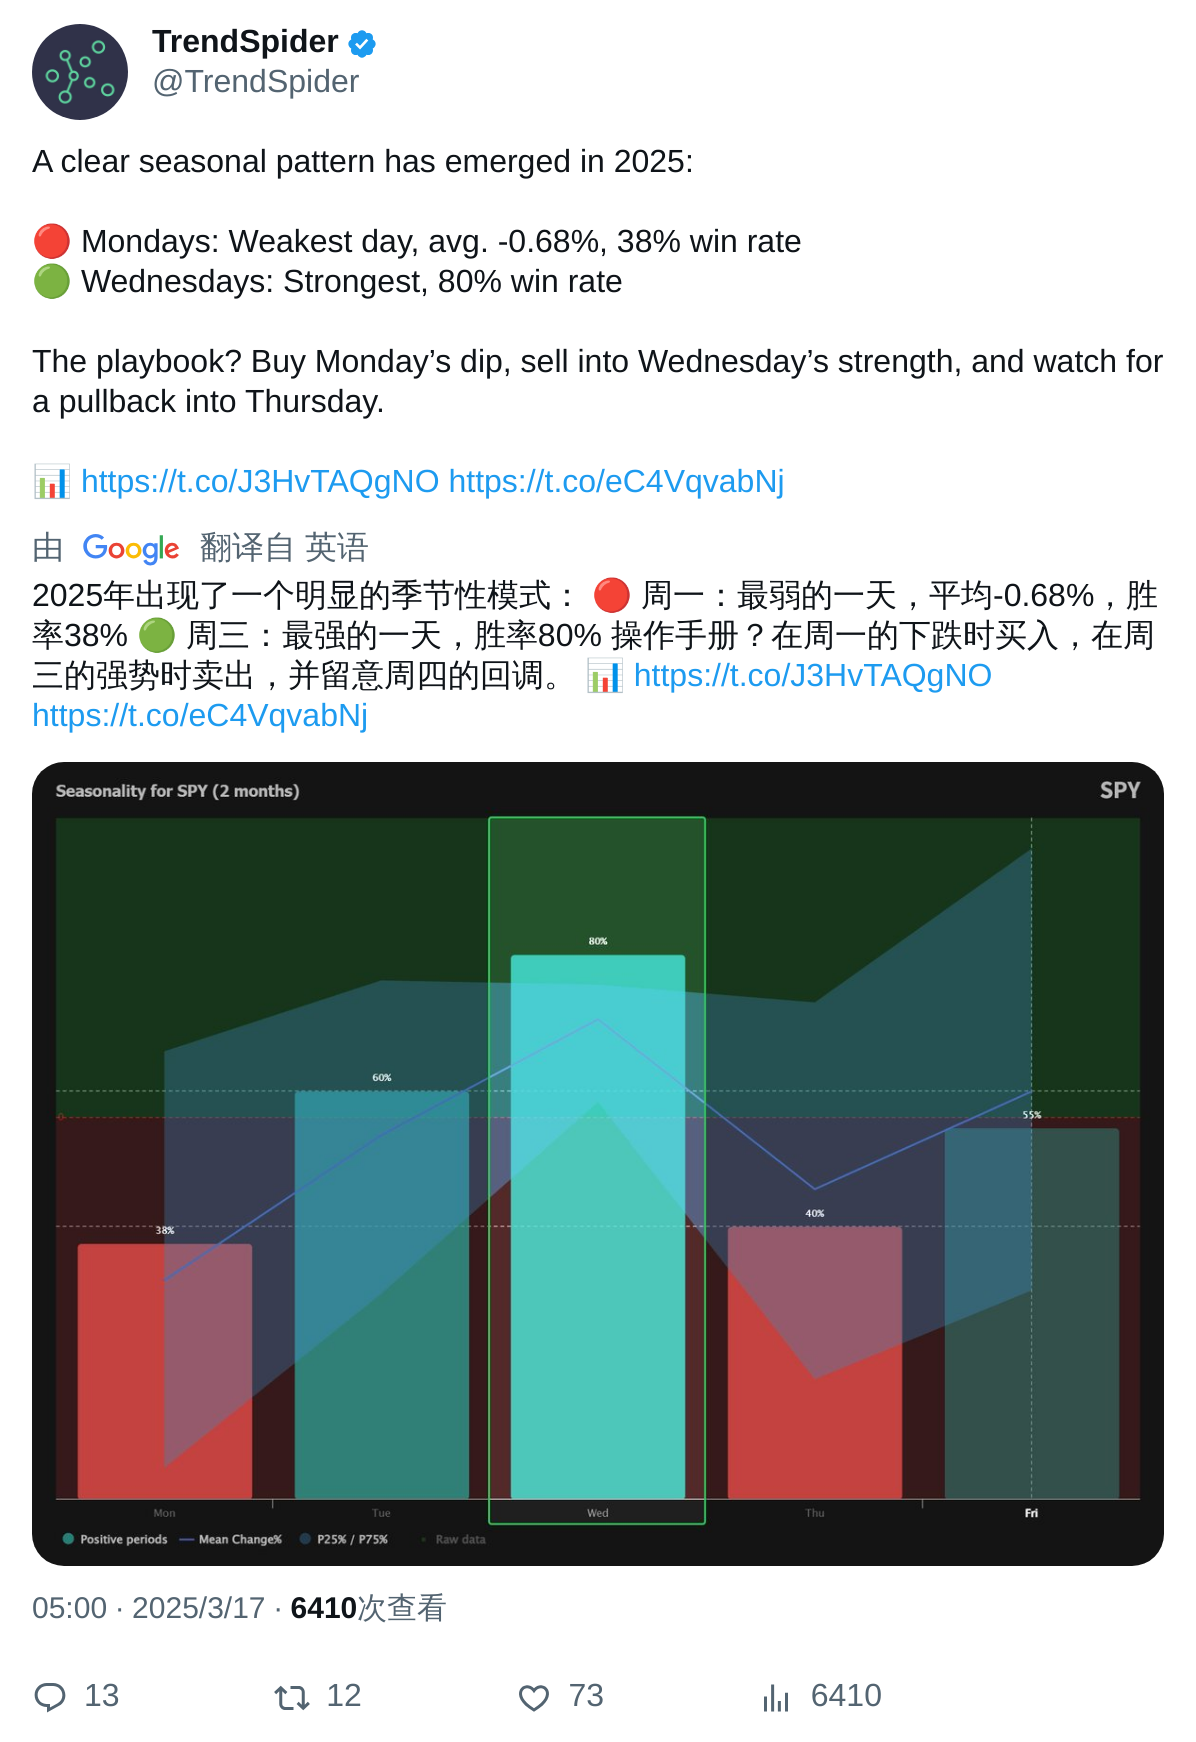 TrendSpider
@TrendSpider
A clear seasonal pattern has emerged in 2025:
🔴 Mondays: Weakest day, avg. -0.68%, 38% win rate
🟢 Wednesdays: Strongest, 80% win rate
The playbook? Buy Monday’s dip, sell into Wednesday’s strength, and watch for
a pullback into Thursday.
📊 https://t.co/J3HvTAQgNO https://t.co/eC4VqvabNj
由 Google 翻译自 英语
2025年出现了一个明显的季节性模式： 🔴 周一：最弱的一天，平均-0.68%，胜
率38% 🟢 周三：最强的一天，胜率80% 操作手册？在周一的下跌时买入，在周
三的强势时卖出，并留意周四的回调。 📊 https://t.co/J3HvTAQgNO
https://t.co/eC4VqvabNj
Seasonality for SPY (2 months)
SPY
80%
60%
0
55%
40%
38%
Mon Tue Wed Thu Fri
Positive periods Mean Change% P25% / P75% Raw data
05:00 · 2025/3/17 · 6410次查看
13 12 73 6410